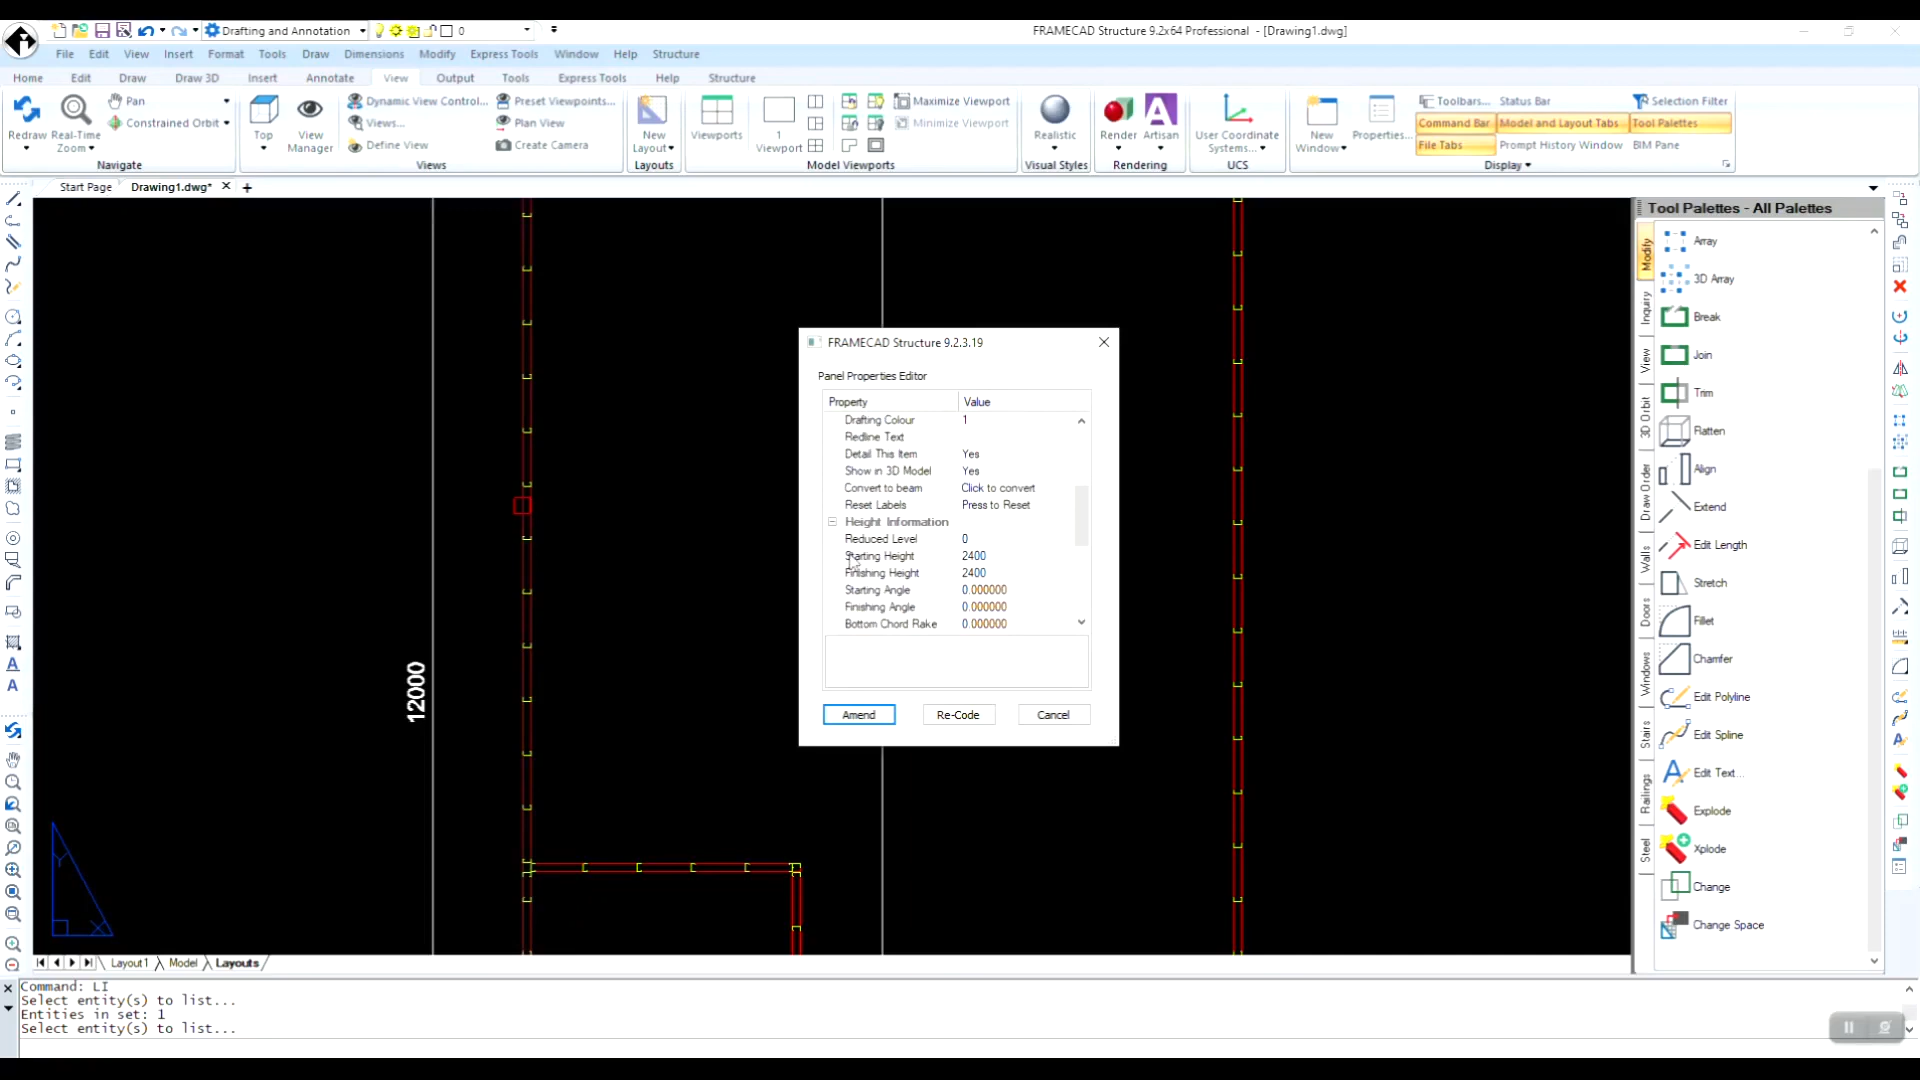 Drafting and Annotation
0
FRAMECAD Structure 9.2x64 Professional - [Drawing1.dwg]
File Edit View Insert Format Tools Draw Dimensions Modify Express Tools Window Help Structure
Home Edit Draw Draw 3D Insert Annotate View Output Tools Express Tools Help Structure
Redraw
Real-Time Zoom
Pan
Constrained Orbit
Navigate
Top
View Manager
Dynamic View Control...
Views...
Define View
Preset Viewpoints...
Plan View
Create Camera
Views
New Layout
Layouts
Viewports
1 Viewport
Maximize Viewport
Minimize Viewport
Model Viewports
Realistic
Visual Styles
Render
Artisan
Rendering
User Coordinate Systems...
UCS
New Window
Properties...
Toolbars... Status Bar Selection Filter
Command Bar Model and Layout Tabs Tool Palettes
File Tabs Prompt History Window BIM Pane
Display
Start Page Drawing1.dwg*
12000
Y
X
FRAMECAD Structure 9.2.3.19
Panel Properties Editor
Property Value
Drafting Colour 1
Redline Text
Detail This Item Yes
Show in 3D Model Yes
Convert to beam Click to convert
Reset Labels Press to Reset
Height Information
Reduced Level 0
Starting Height 2400
Finishing Height 2400
Starting Angle 0.000000
Finishing Angle 0.000000
Bottom Chord Rake 0.000000
Amend Re-Code Cancel
Tool Palettes - All Palettes
Modify
Inquiry
View
3D Orbit
Draw Order
Walls
Doors
Windows
Stairs
Railings
Steel
Array
3D Array
Break
Join
Trim
Flatten
Align
Extend
Edit Length
Stretch
Fillet
Chamfer
Edit Polyline
Edit Spline
Edit Text...
Explode
Xplode
Change
Change Space
Layout1 Model Layouts
Command: LI
Select entity(s) to list...
Entities in set: 1
Select entity(s) to list...